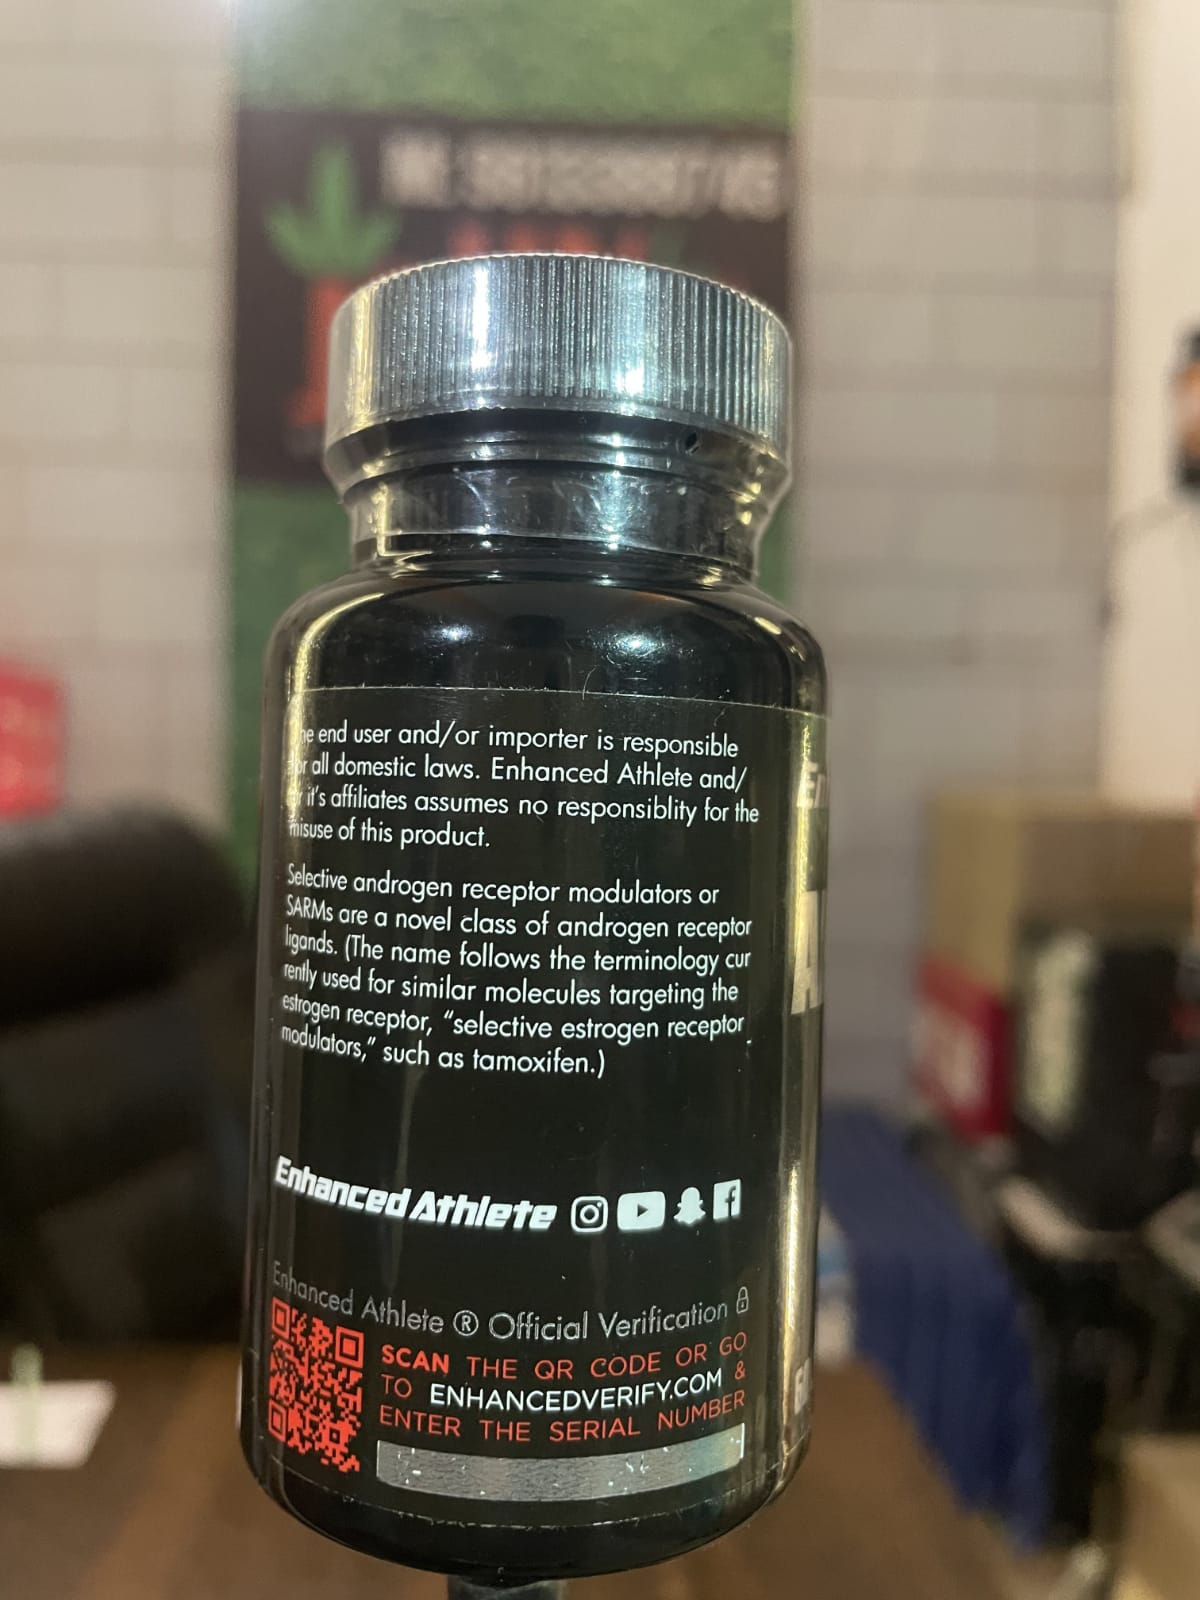 he end user and/or importer is responsible
or all domestic laws. Enhanced Athlete and/
r it's affiliates assumes no responsiblity for the
misuse of this product.
Selective androgen receptor modulators or
SARMs are a novel class of androgen receptor
ligands. (The name follows the terminology cur
rently used for similar molecules targeting the
estrogen receptor, “selective estrogen receptor
modulators,” such as tamoxifen.)
Enhanced Athlete
Enhanced Athlete ® Official Verification
SCAN THE QR CODE OR GO
TO ENHANCEDVERIFY.COM &
ENTER THE SERIAL NUMBER